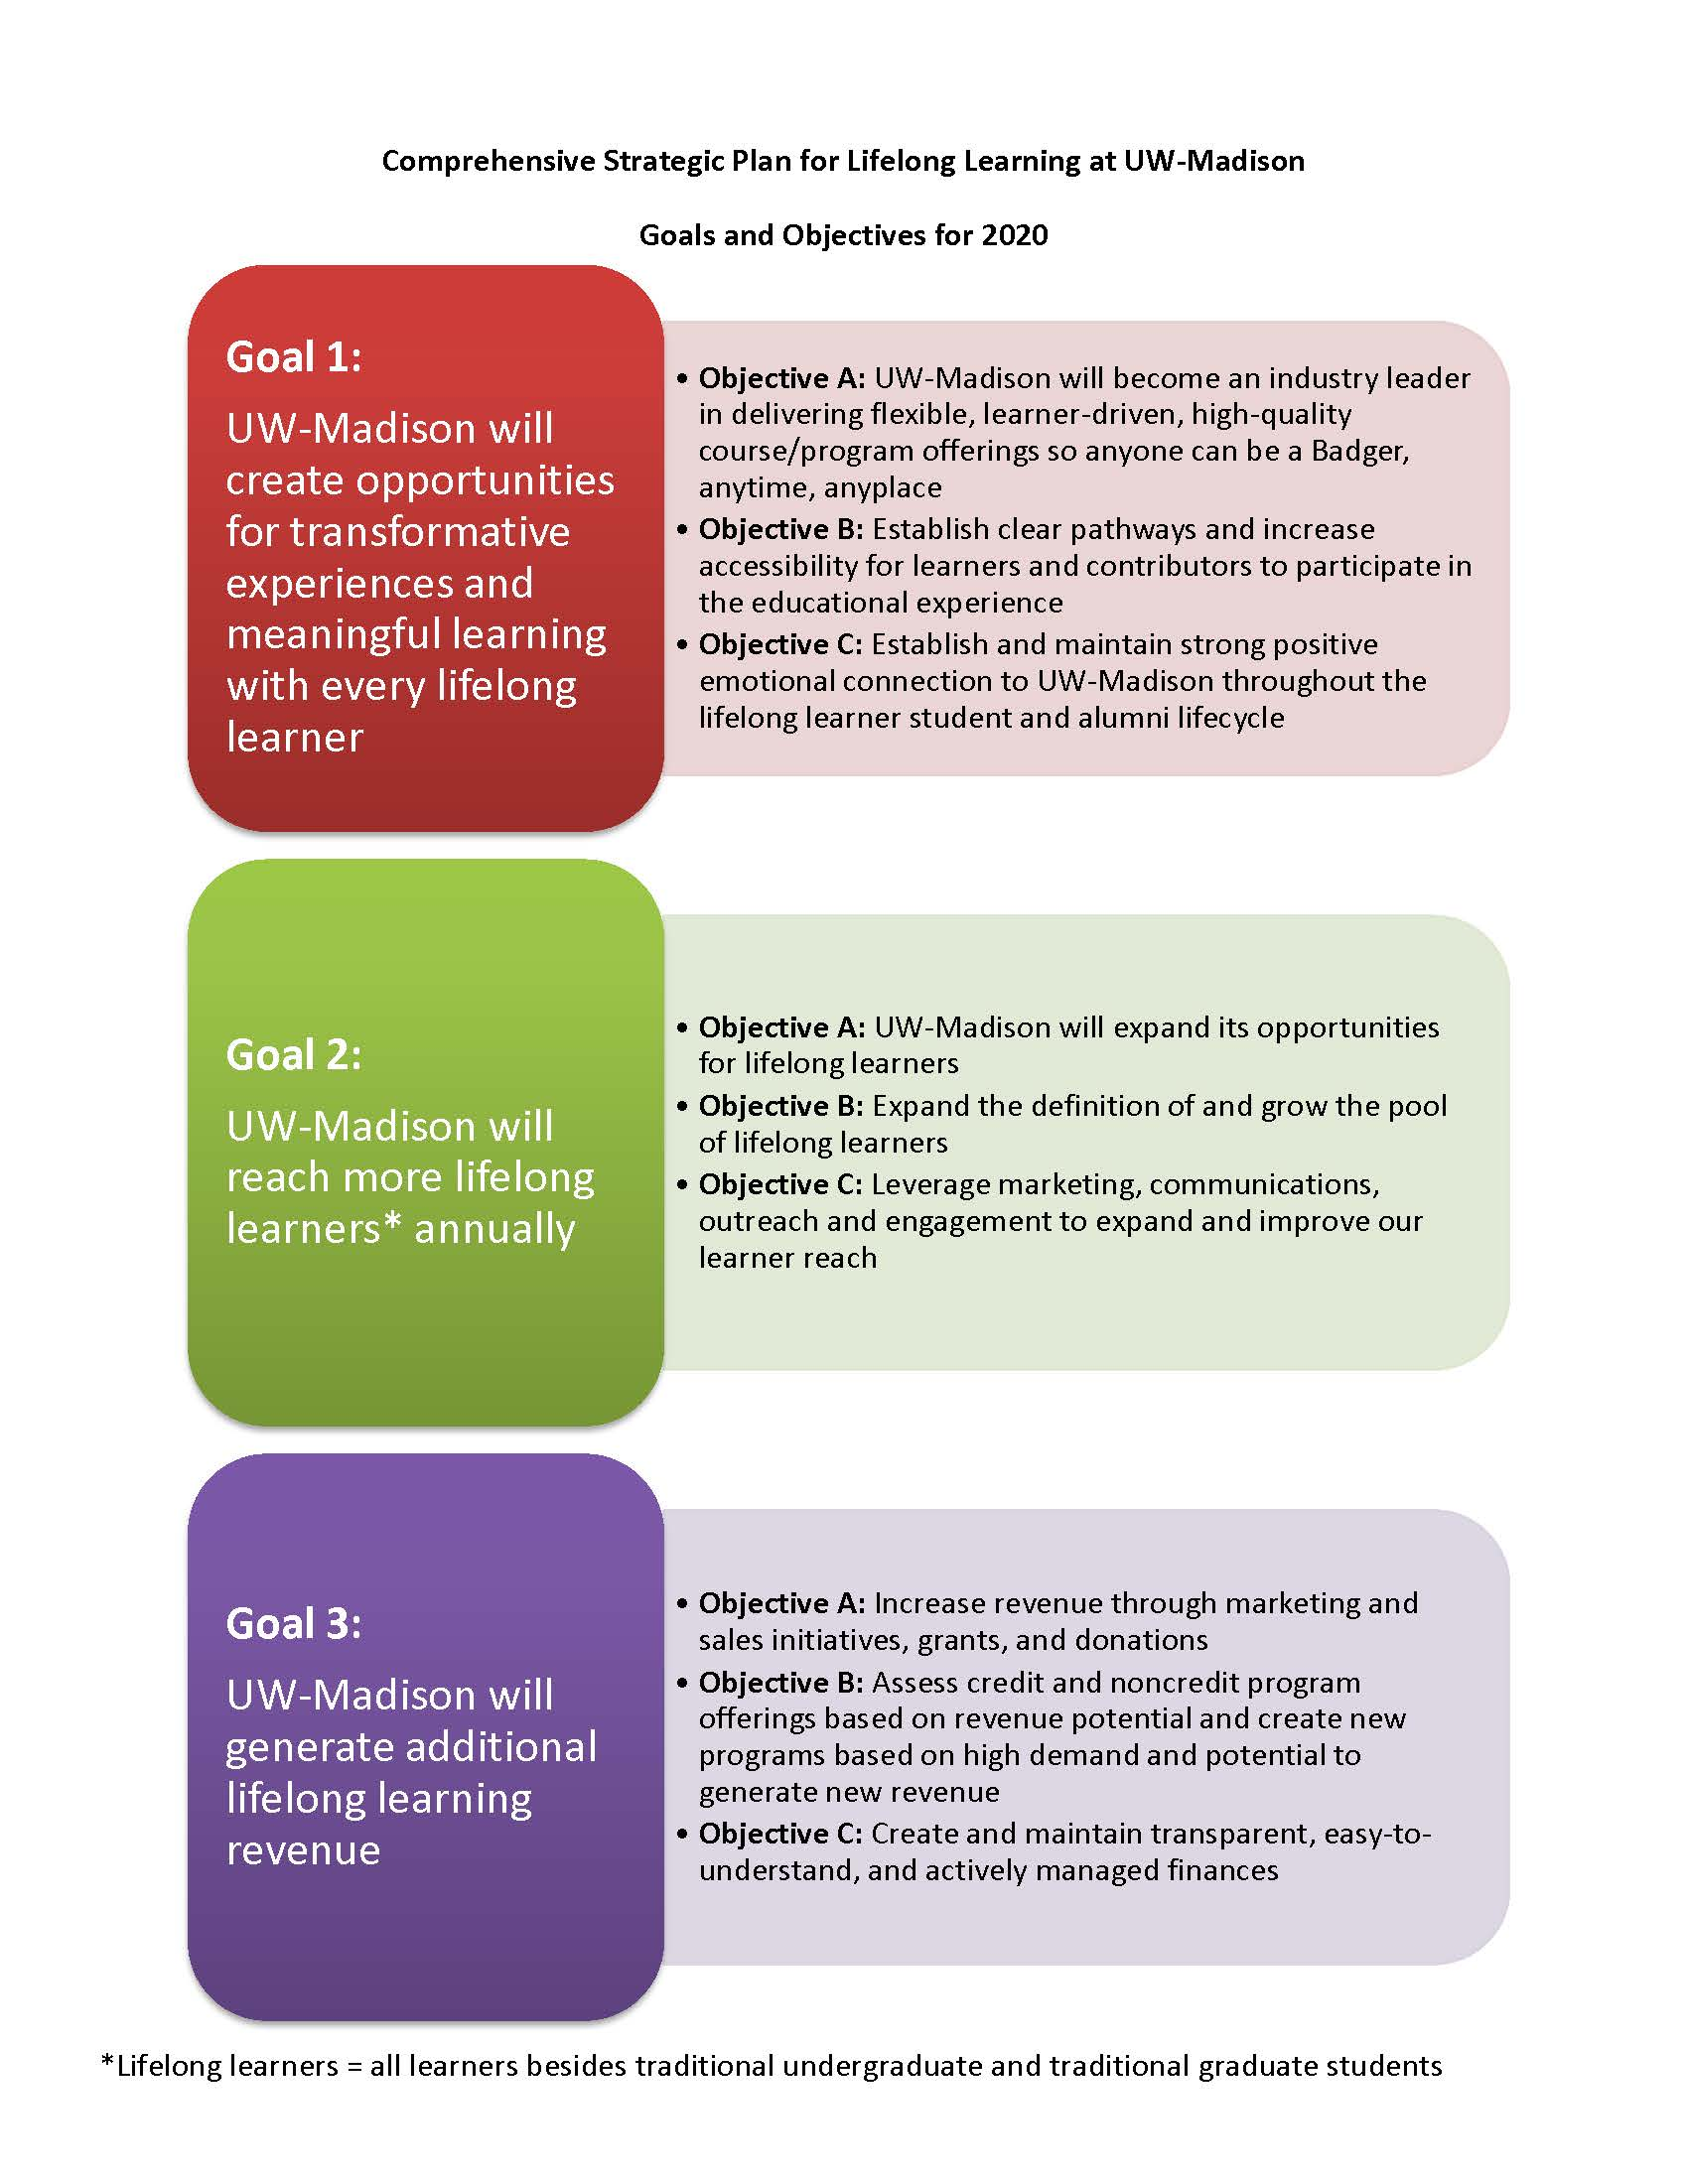 Comprehensive Strategic Plan for Lifelong Learning at UW-Madison
Goals and Objectives for 2020
Goal 1:
UW-Madison will
create opportunities
for transformative
experiences and
meaningful learning
with every lifelong
learner
• Objective A: UW-Madison will become an industry leader
in delivering flexible, learner-driven, high-quality
course/program offerings so anyone can be a Badger,
anytime, anyplace
• Objective B: Establish clear pathways and increase
accessibility for learners and contributors to participate in
the educational experience
• Objective C: Establish and maintain strong positive
emotional connection to UW-Madison throughout the
lifelong learner student and alumni lifecycle
Goal 2:
UW-Madison will
reach more lifelong
learners* annually
• Objective A: UW-Madison will expand its opportunities
for lifelong learners
• Objective B: Expand the definition of and grow the pool
of lifelong learners
• Objective C: Leverage marketing, communications,
outreach and engagement to expand and improve our
learner reach
Goal 3:
UW-Madison will
generate additional
lifelong learning
revenue
• Objective A: Increase revenue through marketing and
sales initiatives, grants, and donations
• Objective B: Assess credit and noncredit program
offerings based on revenue potential and create new
programs based on high demand and potential to
generate new revenue
• Objective C: Create and maintain transparent, easy-to-
understand, and actively managed finances
*Lifelong learners = all learners besides traditional undergraduate and traditional graduate students